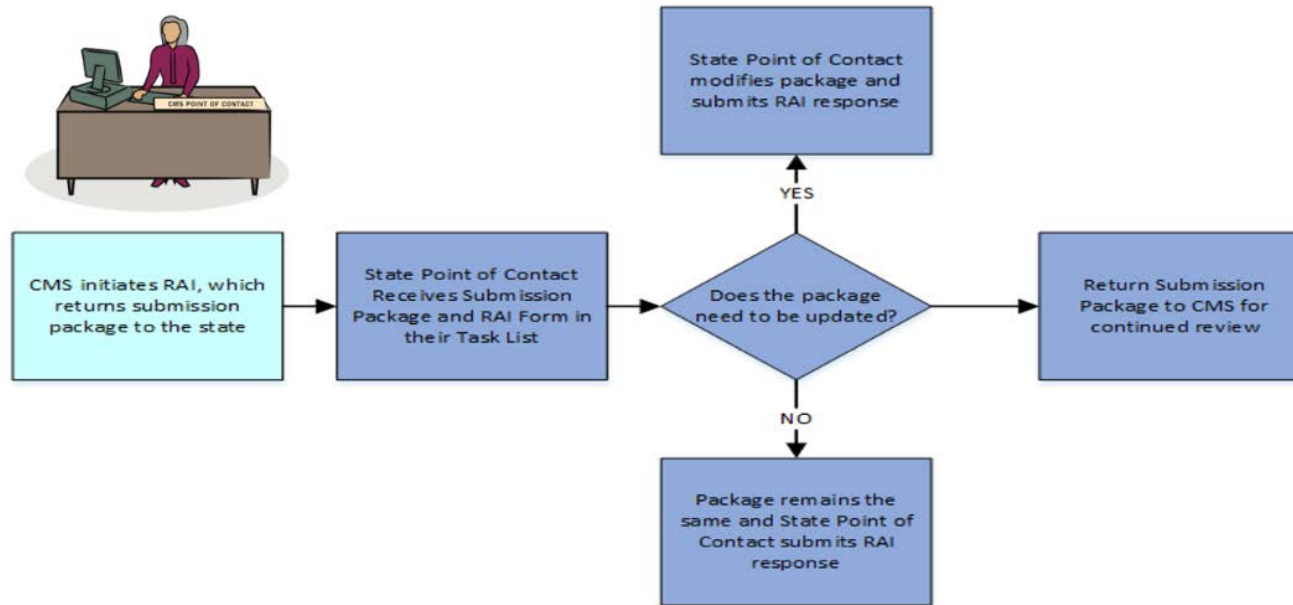 CMS POINT OF CONTACT
CMS initiates RAI, which
returns submission
package to the state
State Point of Contact
Receives Submission
Package and RAI Form in
their Task List
Does the package
need to be updated?
YES
State Point of Contact
modifies package and
submits RAI response
NO
Package remains the
same and State Point of
Contact submits RAI
response
Return Submission
Package to CMS for
continued review